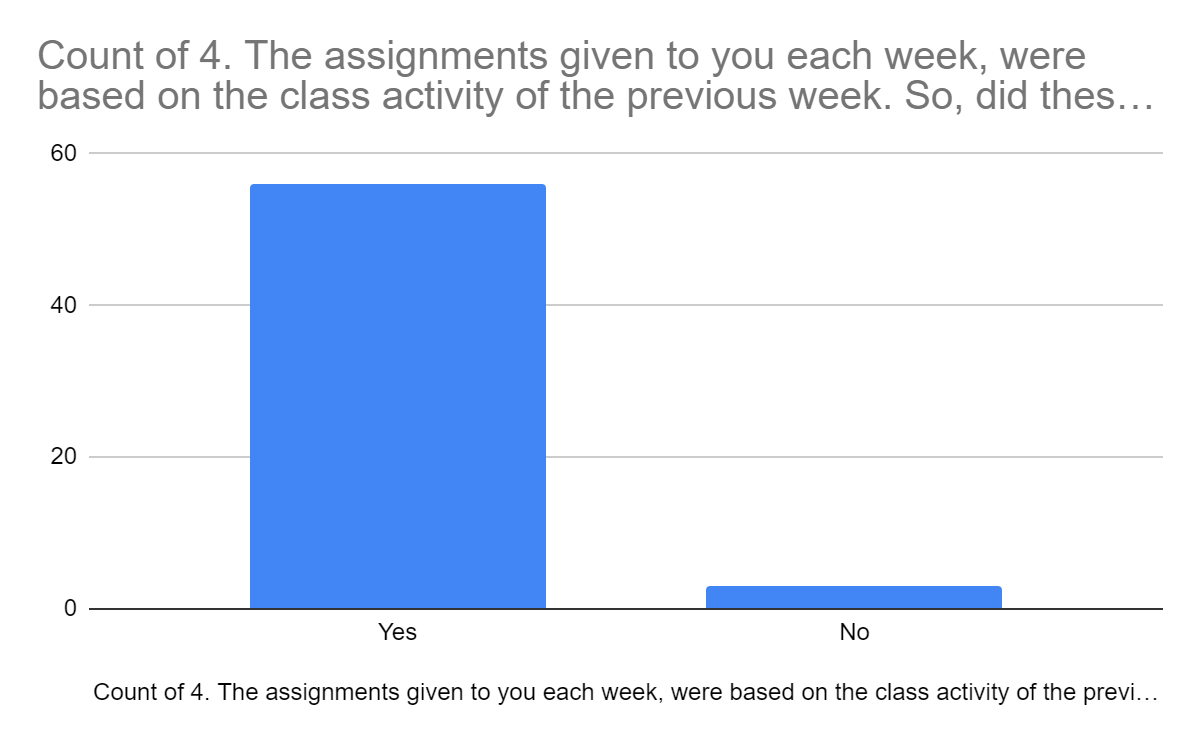 Count of 4. The assignments given to you each week, were
based on the class activity of the previous week. So, did thes…
60
40
20
0
Yes
No
Count of 4. The assignments given to you each week, were based on the class activity of the previ…